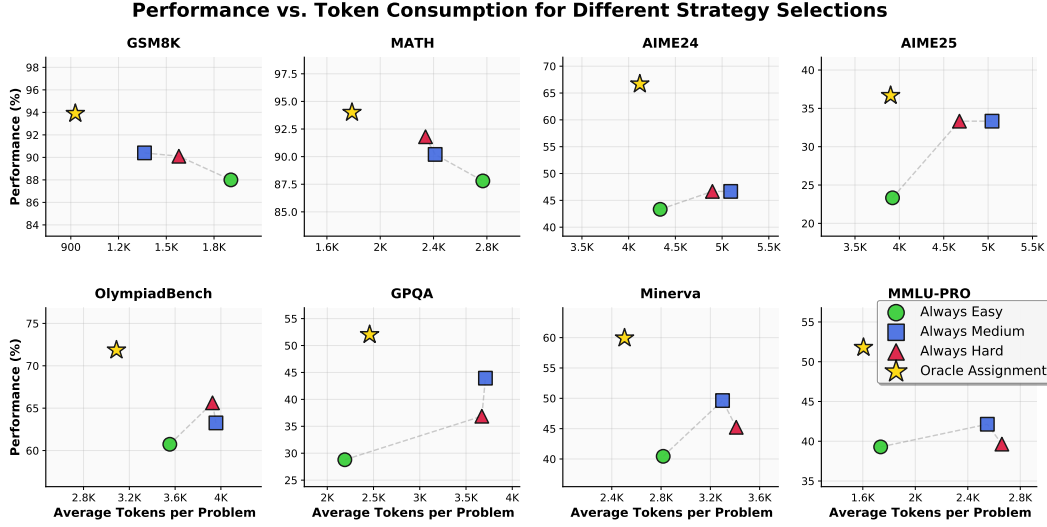 Performance vs. Token Consumption for Different Strategy Selections
GSM8K
MATH
AIME24
AIME25
Performance (%)
98
96
94
92
90
88
86
84
900
1.2K
1.5K
1.8K
97.5
95.0
92.5
90.0
87.5
85.0
1.6K
2K
2.4K
2.8K
70
65
60
55
50
45
40
3.5K
4K
4.5K
5K
5.5K
40
35
30
25
20
3.5K
4K
4.5K
5K
5.5K
OlympiadBench
GPQA
Minerva
MMLU-PRO
Performance (%)
75
70
65
60
2.8K
3.2K
3.6K
4K
Average Tokens per Problem
55
50
45
40
35
30
25
2K
2.5K
3K
3.5K
4K
Average Tokens per Problem
60
55
50
45
40
2.4K
2.8K
3.2K
3.6K
Average Tokens per Problem
55
50
45
40
35
1.6K
2K
2.4K
2.8K
Average Tokens per Problem
Always Easy
Always Medium
Always Hard
Oracle Assignment